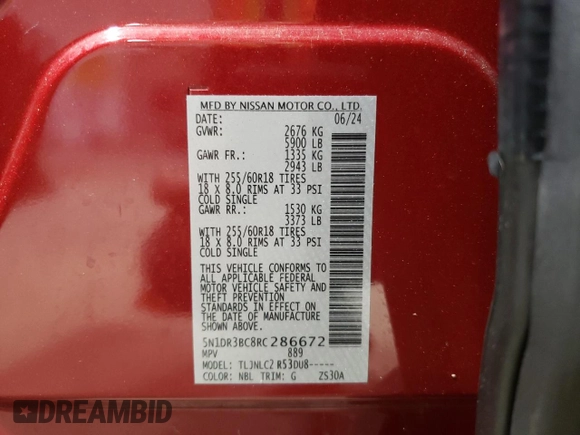 MFD BY NISSAN MOTOR CO., LTD.
DATE: 06/24
GVWR: 2676 KG
5900 LB
GAWR FR.: 1335 KG
2943 LB
WITH 255/60R18 TIRES
18 X 8.0 RIMS AT 33 PSI
COLD SINGLE
GAWR RR.: 1530 KG
3373 LB
WITH 255/60R18 TIRES
18 X 8.0 RIMS AT 33 PSI
COLD SINGLE
THIS VEHICLE CONFORMS TO
ALL APPLICABLE FEDERAL
MOTOR VEHICLE SAFETY AND
THEFT PREVENTION
STANDARDS IN EFFECT ON
THE DATE OF MANUFACTURE
SHOWN ABOVE.
5N1DR3BC8RC286672
MPV 889
MODEL: TLJNLC2 R53DU8-----
COLOR: NBL TRIM: G ZS30A
DREAMBID